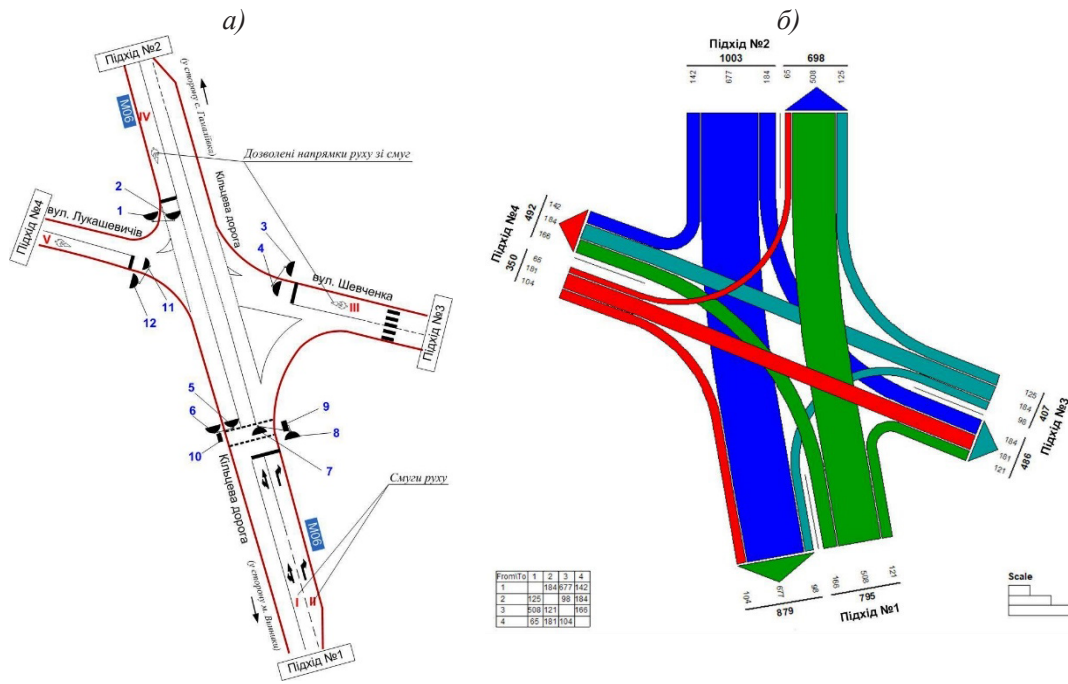 а)
Підхід №2
(у сторону с. Гамаліївка)
М06
IV
Дозволені напрямки руху зі смуг
Кільцева дорога
2
1
3
4
Підхід №4
вул. Лукашевичів
V
вул. Шевченка
III
Підхід №3
11
12
5
6
9
8
10
7
Кільцева дорога
Смуги руху
М06
(у сторону м. Винники)
I
II
Підхід №1
б)
Підхід №2
1003
698
142
677
184
65
508
125
Підхід №4
492
350
142
184
166
65
181
104
125
184
98
407
Підхід №3
184
181
121
486
104
677
98
166
508
121
879
795
Підхід №1
From\To 1 2 3 4
1 184 677 142
2 125 98 184
3 508 121 166
4 65 181 104
Scale